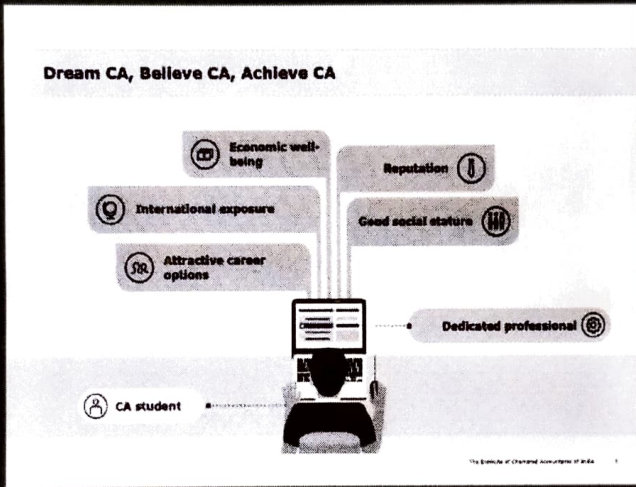 Dream CA, Believe CA, Achieve CA
Economic well-
being
Reputation
International exposure
Good social stature
Attractive career
options
Dedicated professional
CA student
The Institute of Chartered Accountants of India